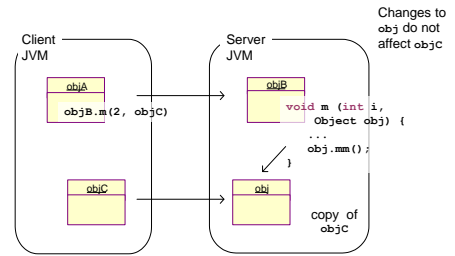 Changes to
obj do not
affect objC
Client
JVM
Server
JVM
objA
objB.m(2, objC)
objB
void m (int i,
Object obj) {
...
obj.mm();
}
objC
obj
copy of
objC